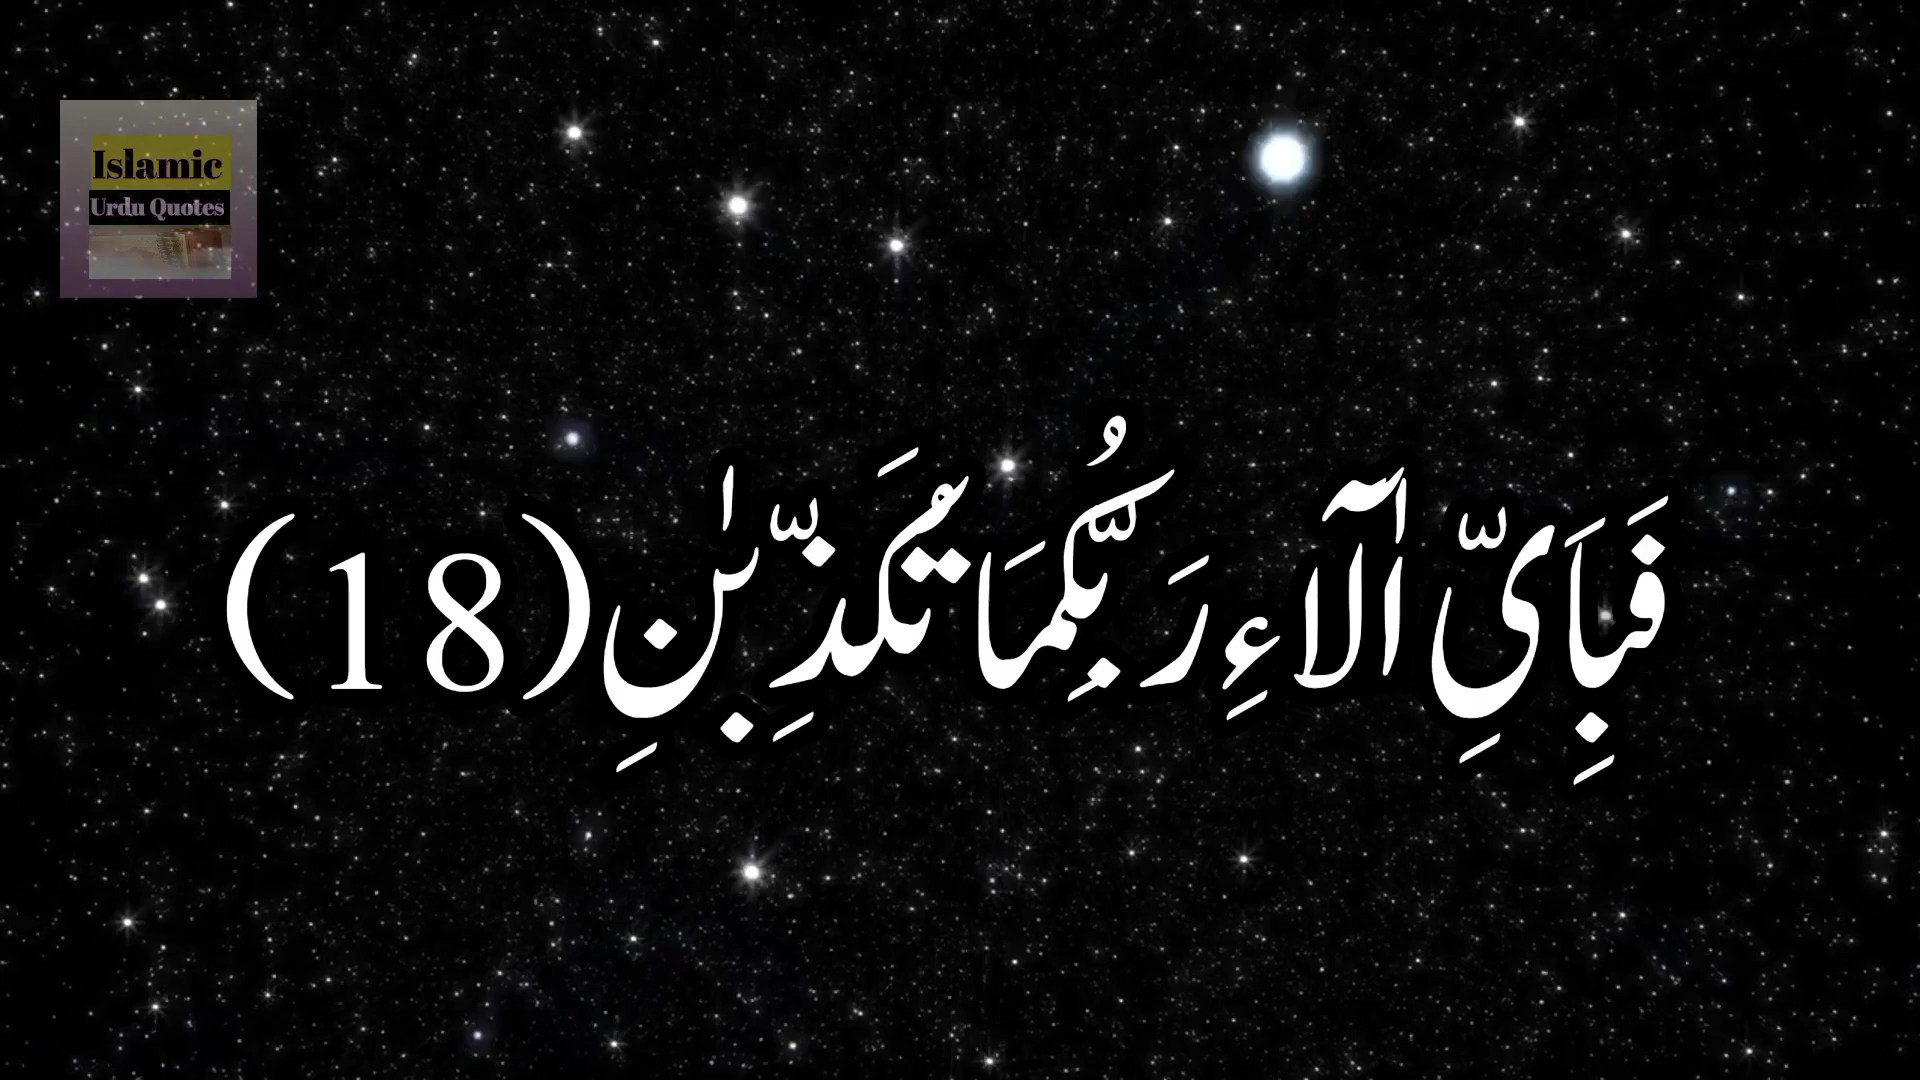 Islamic
Urdu Quotes
فَبِاَیِّ اٰلَآءِ رَبِّكُمَا تُكَذِّبٰنِ(18)